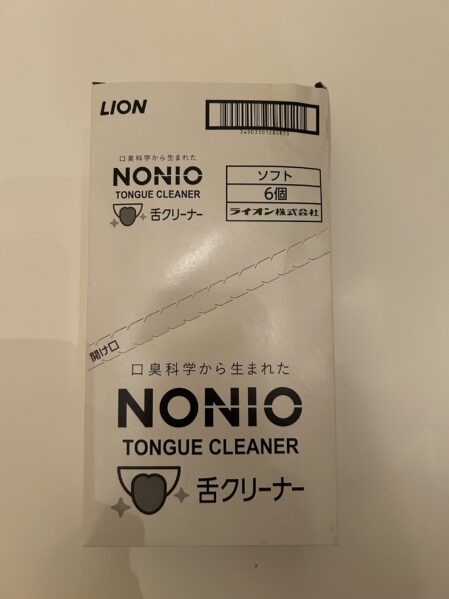 LION
口臭科学から生まれた
NONIO
TONGUE CLEANER
舌クリーナー
ソフト
6個
ライオン株式会社
開け口
口臭科学から生まれた
NONIO
TONGUE CLEANER
舌クリーナー